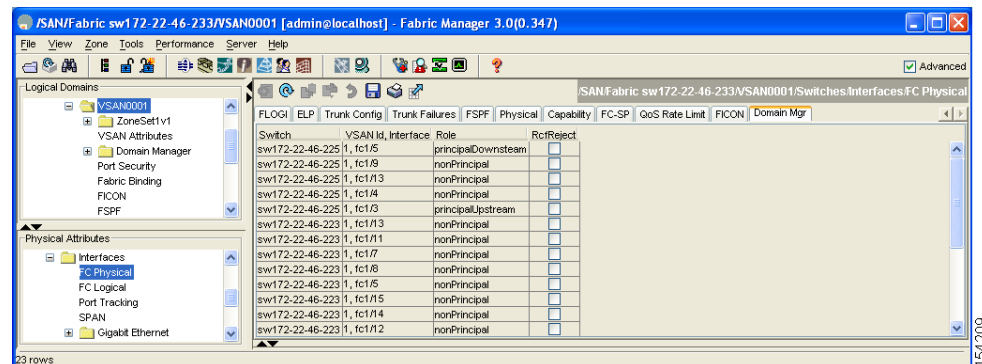 /SAN/Fabric sw172-22-46-233/VSAN0001 [admin@localhost] - Fabric Manager 3.0(0.347)
File View Zone Tools Performance Server Help
Advanced
Logical Domains
VSAN0001
ZoneSet1v1
VSAN Attributes
Domain Manager
Port Security
Fabric Binding
FICON
FSPF
Physical Attributes
Interfaces
FC Physical
FC Logical
Port Tracking
SPAN
Gigabit Ethernet
/SAN/Fabric sw172-22-46-233/VSAN0001/Switches/Interfaces/FC Physical
FLOGI ELP Trunk Config Trunk Failures FSPF Physical Capability FC-SP QoS Rate Limit FICON Domain Mgr
Switch VSAN Id, Interface Role RcfReject
sw172-22-46-225 1, fc1/5 principalDownsteam
sw172-22-46-225 1, fc1/9 nonPrincipal
sw172-22-46-225 1, fc1/13 nonPrincipal
sw172-22-46-225 1, fc1/4 nonPrincipal
sw172-22-46-225 1, fc1/3 principalUpstream
sw172-22-46-223 1, fc1/13 nonPrincipal
sw172-22-46-223 1, fc1/11 nonPrincipal
sw172-22-46-223 1, fc1/7 nonPrincipal
sw172-22-46-223 1, fc1/8 nonPrincipal
sw172-22-46-223 1, fc1/5 nonPrincipal
sw172-22-46-223 1, fc1/15 nonPrincipal
sw172-22-46-223 1, fc1/14 nonPrincipal
sw172-22-46-223 1, fc1/12 nonPrincipal
23 rows
154209